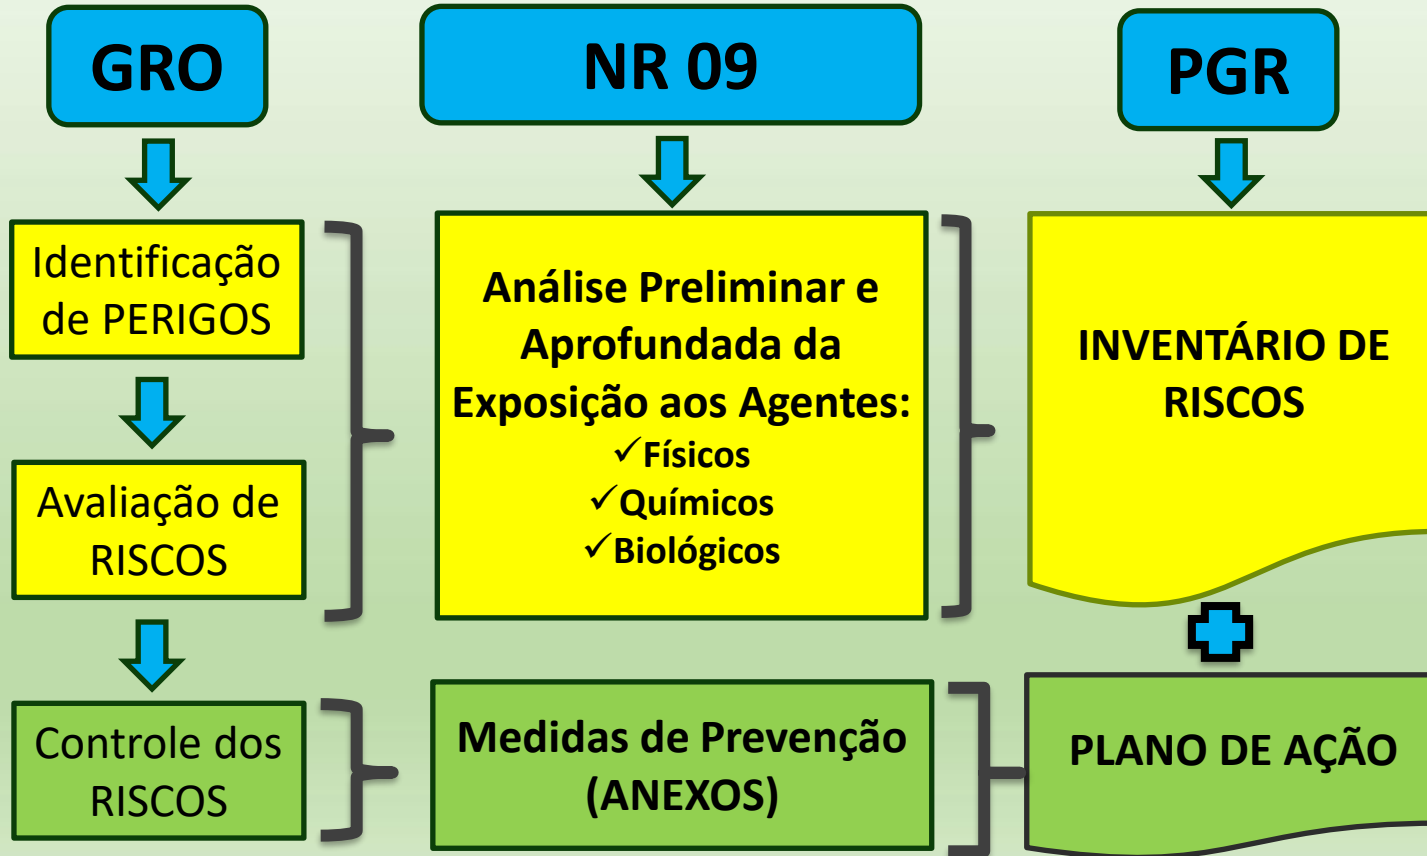 GRO
Identificação
de PERIGOS
Avaliação de
RISCOS
Controle dos
RISCOS
NR 09
Análise Preliminar e
Aprofundada da
Exposição aos Agentes:
✓Físicos
✓Químicos
✓Biológicos
Medidas de Prevenção
(ANEXOS)
PGR
INVENTÁRIO DE
RISCOS
PLANO DE AÇÃO